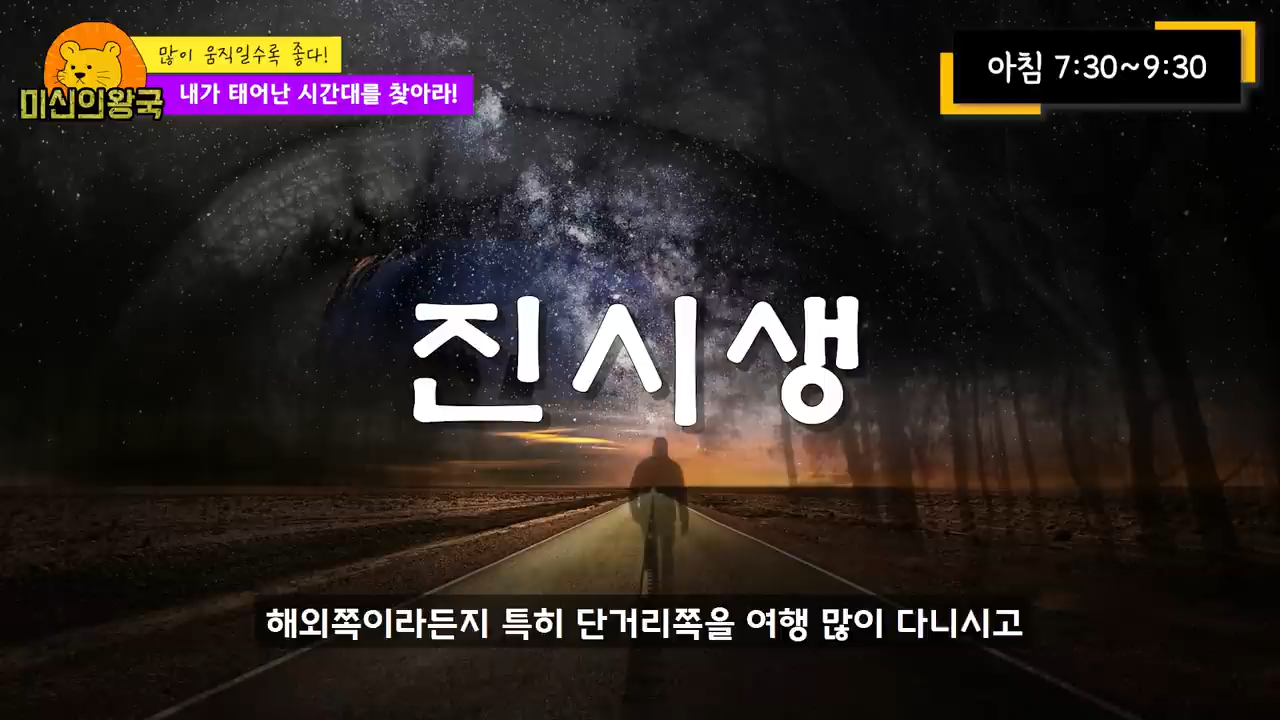 많이 움직일수록 좋다!
미신의왕국
내가 태어난 시간대를 찾아라!
아침 7:30~9:30
진시생
해외쪽이라든지 특히 단거리쪽을 여행 많이 다니시고